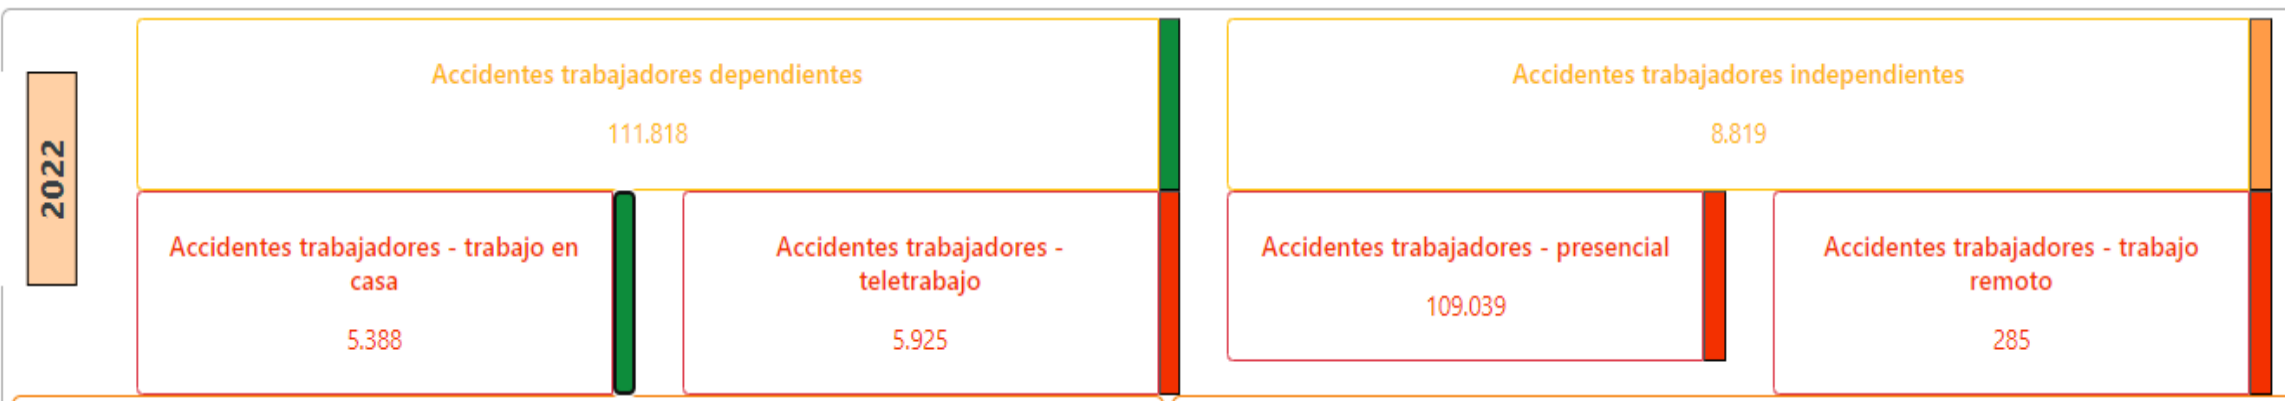 2022
Accidentes trabajadores dependientes
111.818
Accidentes trabajadores independientes
8.819
Accidentes trabajadores - trabajo en
casa
5.388
Accidentes trabajadores -
teletrabajo
5.925
Accidentes trabajadores - presencial
109.039
Accidentes trabajadores - trabajo
remoto
285